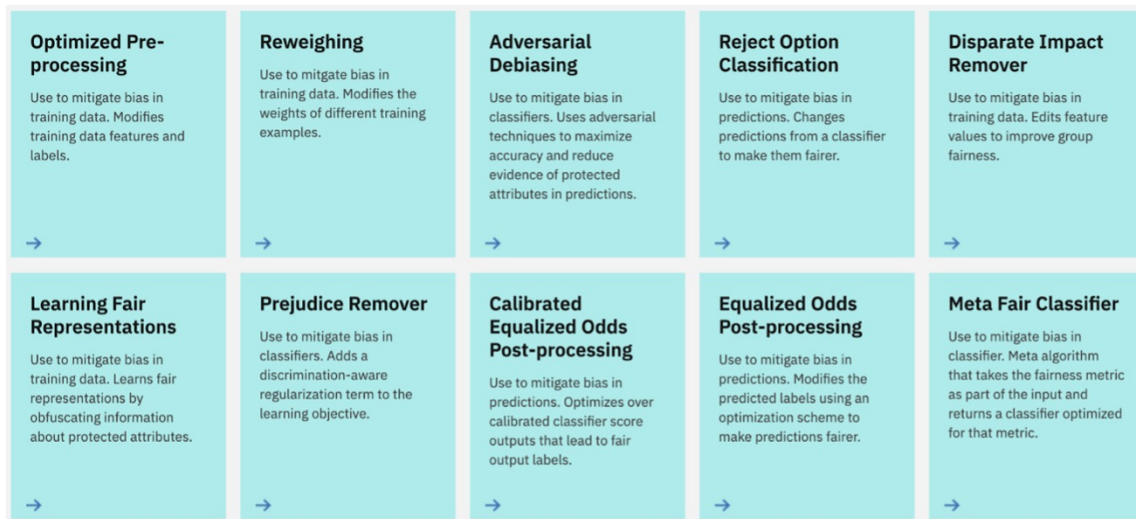 Optimized Pre-
processing
Use to mitigate bias in
training data. Modifies
training data features and
labels.
Reweighing
Use to mitgate bias in
training data. Modifies the
weights of different training
examples.
Adversarial
Debiasing
Use to mitigate bias in
classifiers. Uses adversarial
techniques to maximize
accuracy and reduce
evidence of protected
attributes in predictions.
Reject Option
Classification
Use to mitigate bias in
predictions. Changes
predictions from a classifier
to make them fairer.
Disparate Impact
Remover
Use to mitigate bias in
training data. Edits feature
values to improve group
fairness.
Learning Fair
Representations
Use to mitigate bias in
training data. Learns fair
representations by
obfuscating information
about protected attributes.
Prejudice Remover
Use to mitigate bias in
classifiers. Adds a
discrimination-aware
regularization term to the
learning objective.
Calibrated
Equalized Odds
Post-processing
Use to mitigate bias in
predictions. Optimizes over
calibrated classifier score
outputs that lead to fair
output labels.
Equalized Odds
Post-processing
Use to mitigate bias in
predictions. Modifies the
predicted labels using an
optimization scheme to
make predictions fairer.
Meta Fair Classifier
Use to mitigate bias in
classifier. Meta algorithm
that takes the fairness metric
as part of the input and
returns a classifier optimized
for that metric.